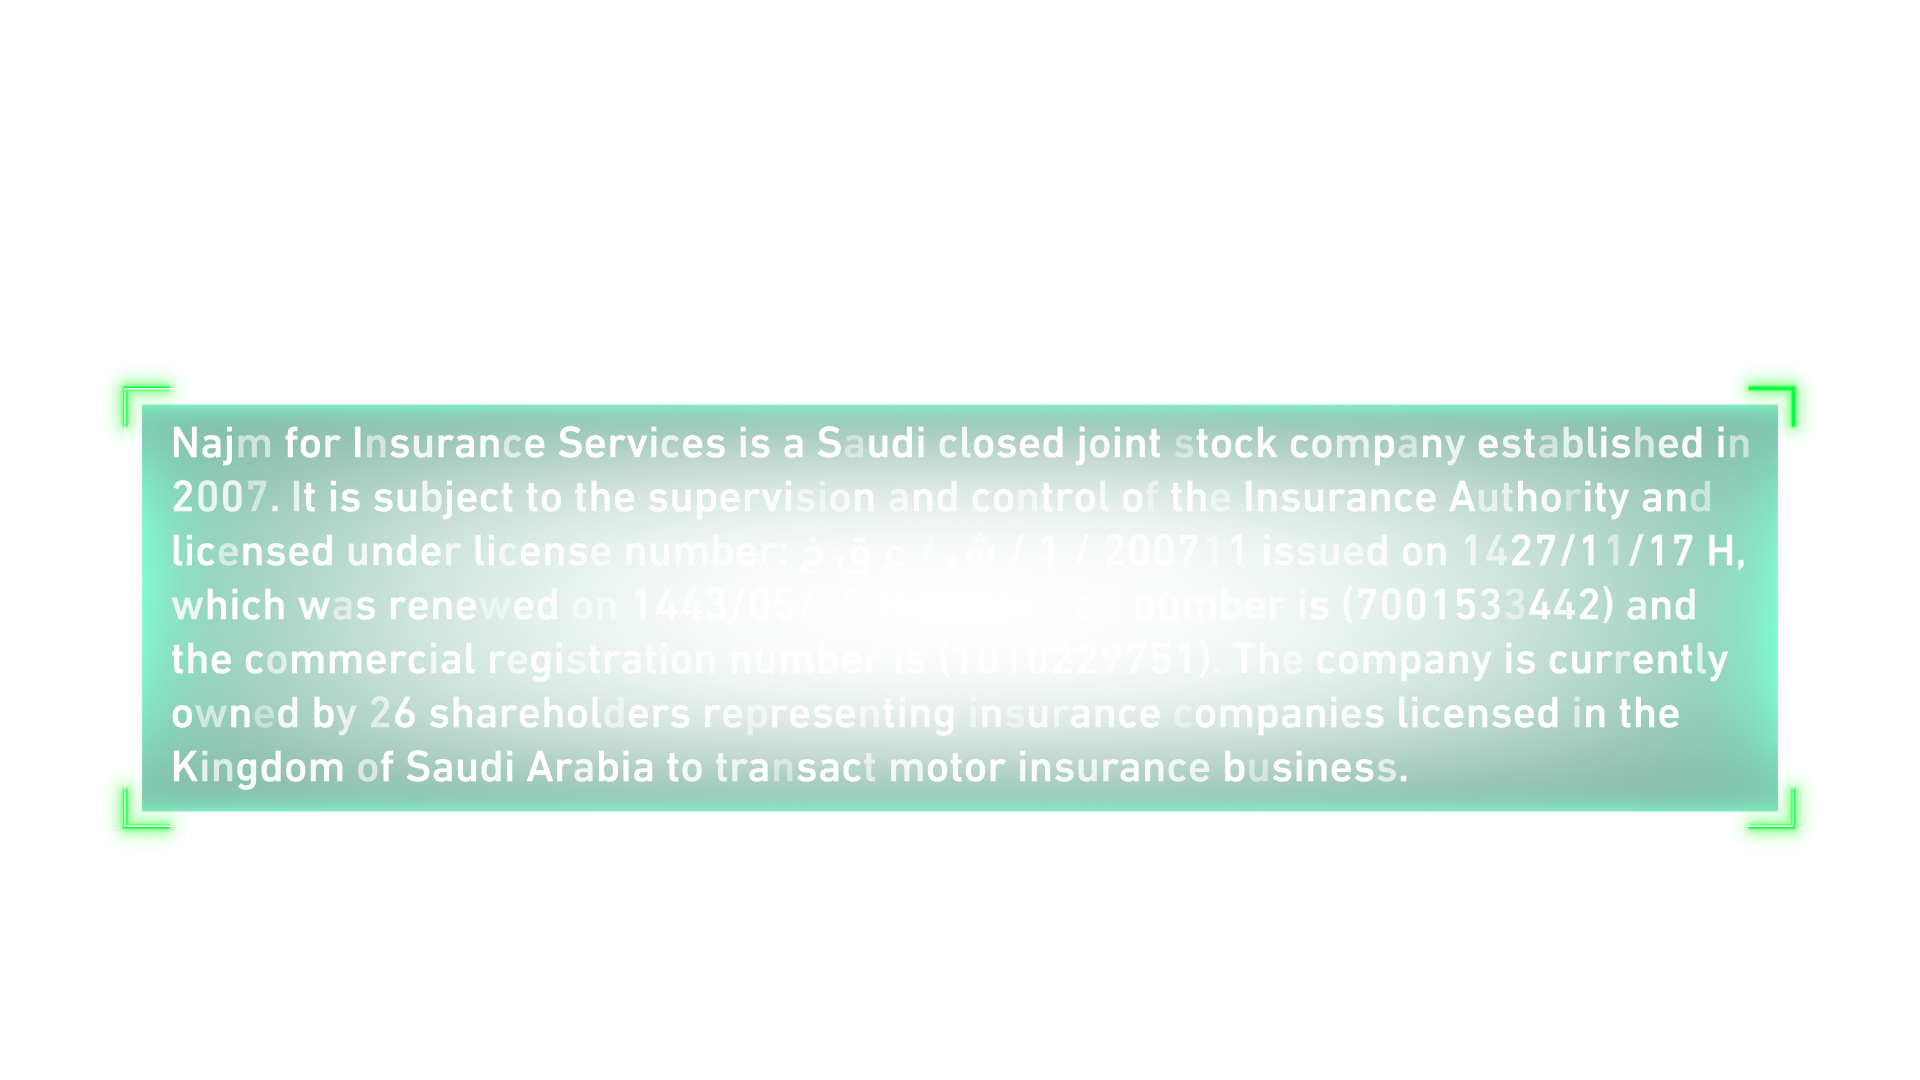 Najm for Insurance Services is a Saudi closed joint stock company established in
2007. It is subject to the supervision and control of the Insurance Authority and
licensed under license number: خ ق ع / ش / 1 / 200711 issued on 1427/11/17 H,
which was renewed on 1443/05/ number is (7001533442) and
the commercial registration number is (1010229751). The company is currently
owned by 26 shareholders representing insurance companies licensed in the
Kingdom of Saudi Arabia to transact motor insurance business.